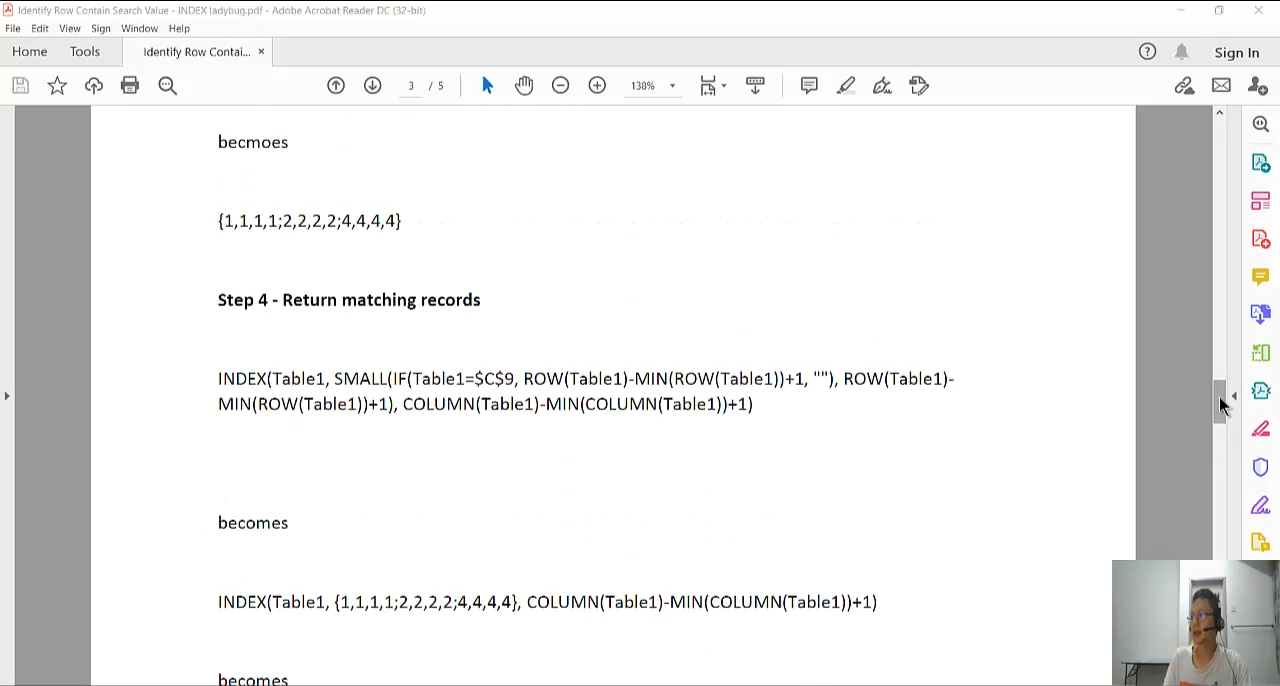 Identify Row Contain Search Value - INDEX ladybug.pdf - Adobe Acrobat Reader DC (32-bit)
File Edit View Sign Window Help
Home Tools Identify Row Contai... × Sign In
3 / 5 138%
becmoes
{1,1,1,1;2,2,2,2;4,4,4,4}
Step 4 - Return matching records
INDEX(Table1, SMALL(IF(Table1=$C$9, ROW(Table1)-MIN(ROW(Table1))+1, ""), ROW(Table1)-
MIN(ROW(Table1))+1), COLUMN(Table1)-MIN(COLUMN(Table1))+1)
becomes
INDEX(Table1, {1,1,1,1;2,2,2,2;4,4,4,4}, COLUMN(Table1)-MIN(COLUMN(Table1))+1)
becomes